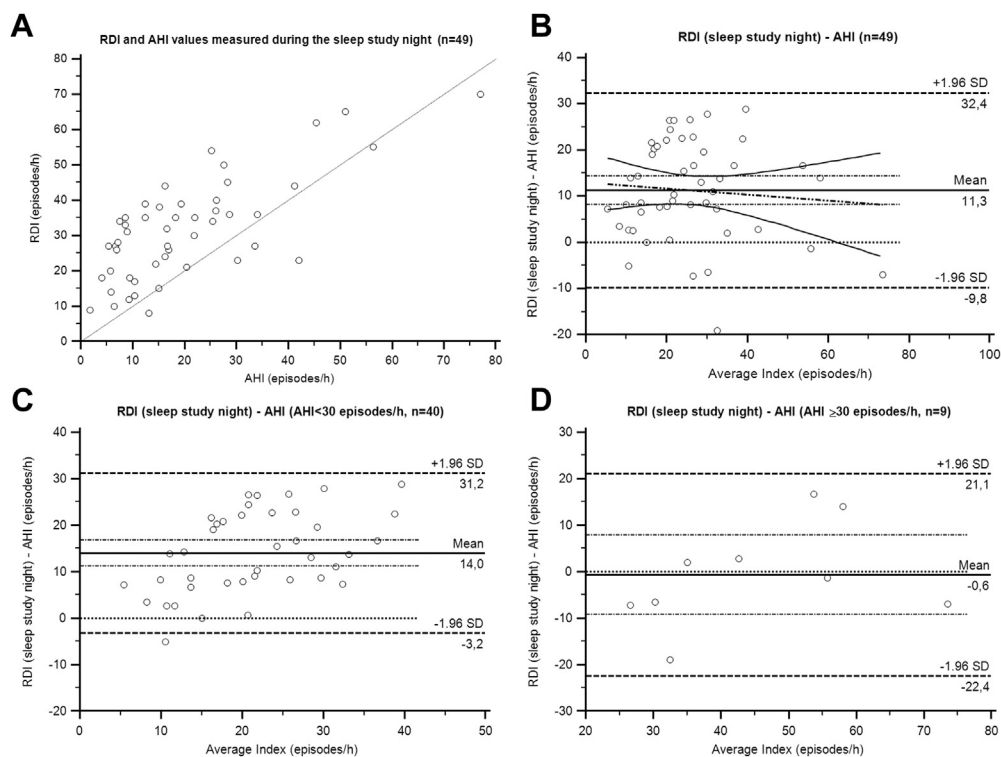 A
RDI and AHI values measured during the sleep study night (n=49)
80
70
60
50
40
30
20
10
0
RDI (episodes/h)
0 10 20 30 40 50 60 70 80
AHI (episodes/h)
B
RDI (sleep study night) - AHI (n=49)
40
30
20
10
0
-10
-20
RDI (sleep study night) - AHI (episodes/h)
+1.96 SD
32,4
Mean
11,3
-1.96 SD
-9,8
0 20 40 60 80 100
Average Index (episodes/h)
C
RDI (sleep study night) - AHI (AHI<30 episodes/h, n=40)
40
30
20
10
0
-10
-20
RDI (sleep study night) - AHI (episodes/h)
+1.96 SD
31,2
Mean
14,0
-1.96 SD
-3,2
0 10 20 30 40 50
Average Index (episodes/h)
D
RDI (sleep study night) - AHI (AHI ≥30 episodes/h, n=9)
30
20
10
0
-10
-20
-30
RDI (sleep study night) - AHI (episodes/h)
+1.96 SD
21,1
Mean
-0,6
-1.96 SD
-22,4
20 30 40 50 60 70 80
Average Index (episodes/h)